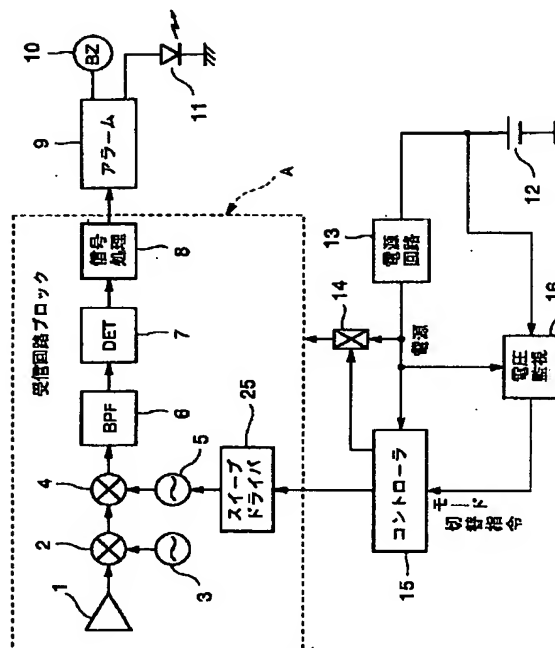 10
BZ
9
アラーム
11
A
受信回路ブロック
信号
処理
8
DET
7
BPF
6
4
5
スイープ
ドライバ
25
2
3
1
12
13
電源
回路
14
電源
電圧
監視
16
コントローラ
15
モード
切替指令